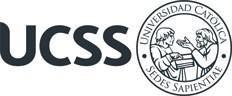 UCSS
UNIVERSIDAD CATÓLICA
SEDES SAPIENTIAE